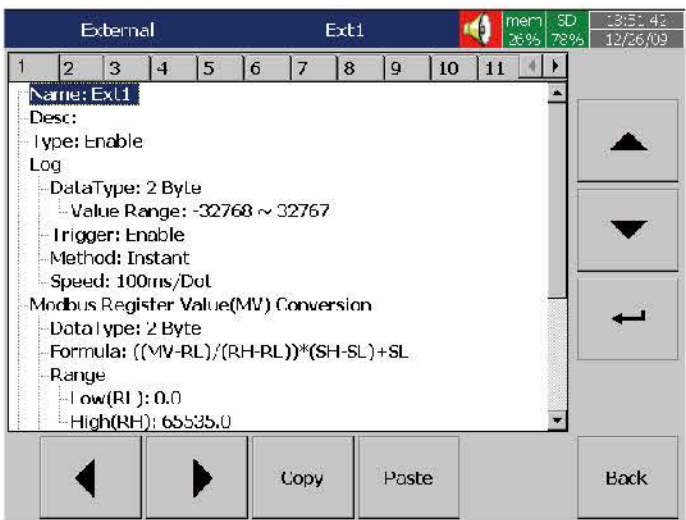 External Ext1 mem SD 13:51:42
26% 78% 12/26/09
1 2 3 4 5 6 7 8 9 10 11
Name: Ext1
Desc:
Type: Enable
Log
DataType: 2 Byte
Value Range: -32768 ~ 32767
Trigger: Enable
Method: Instant
Speed: 100ms/Dot
Modbus Register Value(MV) Conversion
DataType: 2 Byte
Formula: ((MV-RL)/(RH-RL))*(SH-SL)+SL
Range
Low(RL): 0.0
High(RH): 65535.0
Copy Paste Back